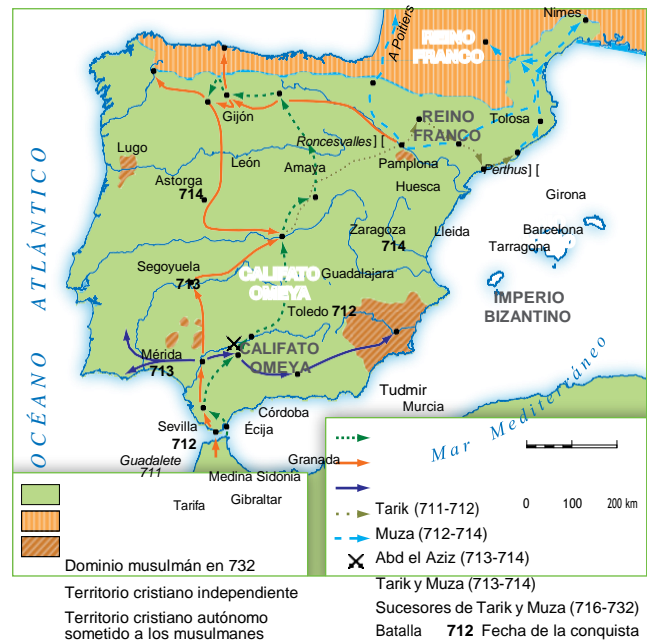 Nimes
A Poitiers
REINO
FRANCO
Gijón
REINO
FRANCO
Tolosa
Lugo
Roncesvalles] [
León
Amaya
Pamplona
Perthus] [
Astorga
714
Huesca
Girona
Zaragoza
714
Lleida
Barcelona
Tarragona
Segoyuela
713
CALIFATO
OMEYA
Guadalajara
IMPERIO
BIZANTINO
Toledo 712
Mérida
713
CALIFATO
OMEYA
Tudmir
Murcia
Córdoba
Sevilla
712
Écija
Guadalete
711
Granada
Medina Sidonia
Tarifa
Gibraltar
OCÉANO ATLÁNTICO
Mar Mediterráneo
0 100 200 km
Dominio musulmán en 732
Territorio cristiano independiente
Territorio cristiano autónomo
sometido a los musulmanes
Tarik (711-712)
Muza (712-714)
Abd el Aziz (713-714)
Tarik y Muza (713-714)
Sucesores de Tarik y Muza (716-732)
Batalla 712 Fecha de la conquista